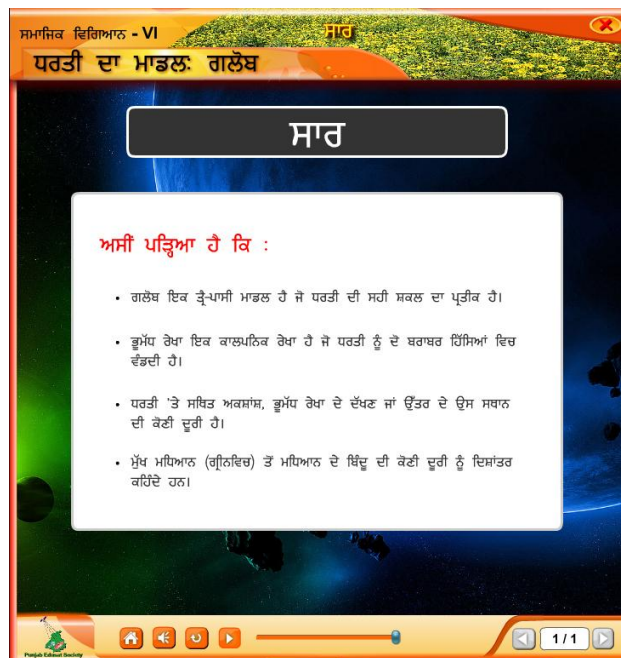 ਸਮਾਜਿਕ ਵਿਗਿਆਨ - VI
ਸਾਰ
ਧਰਤੀ ਦਾ ਮਾਡਲ: ਗਲੋਬ
ਸਾਰ
ਅਸੀਂ ਪੜ੍ਹਿਆ ਹੈ ਕਿ :
• ਗਲੋਬ ਇਕ ਤ੍ਰੈ-ਪਾਸੀ ਮਾਡਲ ਹੈ ਜੋ ਧਰਤੀ ਦੀ ਸਹੀ ਸ਼ਕਲ ਦਾ ਪ੍ਰਤੀਕ ਹੈ।
• ਭੂਮੱਧ ਰੇਖਾ ਇਕ ਕਾਲਪਨਿਕ ਰੇਖਾ ਹੈ ਜੋ ਧਰਤੀ ਨੂੰ ਦੋ ਬਰਾਬਰ ਹਿੱਸਿਆਂ ਵਿਚ
ਵੰਡਦੀ ਹੈ।
• ਧਰਤੀ 'ਤੇ ਸਥਿਤ ਅਕਸ਼ਾਂਸ਼, ਭੂਮੱਧ ਰੇਖਾ ਦੇ ਦੱਖਣ ਜਾਂ ਉੱਤਰ ਦੇ ਉਸ ਸਥਾਨ
ਦੀ ਕੋਣੀ ਦੂਰੀ ਹੈ।
• ਮੁੱਖ ਮਧਿਆਨ (ਗ੍ਰੀਨਵਿਚ) ਤੋਂ ਮਧਿਆਨ ਦੇ ਬਿੰਦੂ ਦੀ ਕੋਣੀ ਦੂਰੀ ਨੂੰ ਦਿਸ਼ਾਂਤਰ
ਕਹਿੰਦੇ ਹਨ।
Punjab Edusat Society
1/1